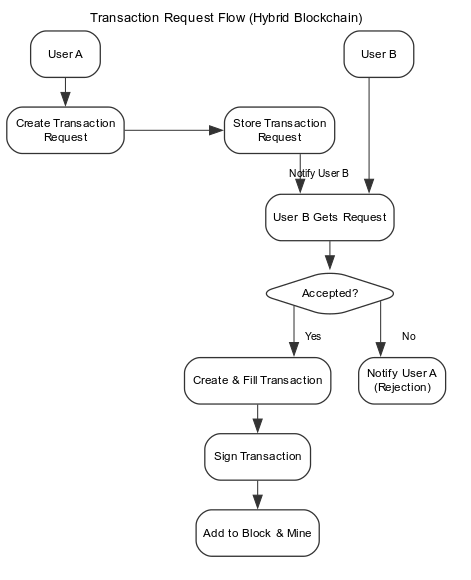 Transaction Request Flow (Hybrid Blockchain)
User A
User B
Create Transaction
Request
Store Transaction
Request
Notify User B
User B Gets Request
Accepted?
Yes
No
Create & Fill Transaction
Notify User A
(Rejection)
Sign Transaction
Add to Block & Mine